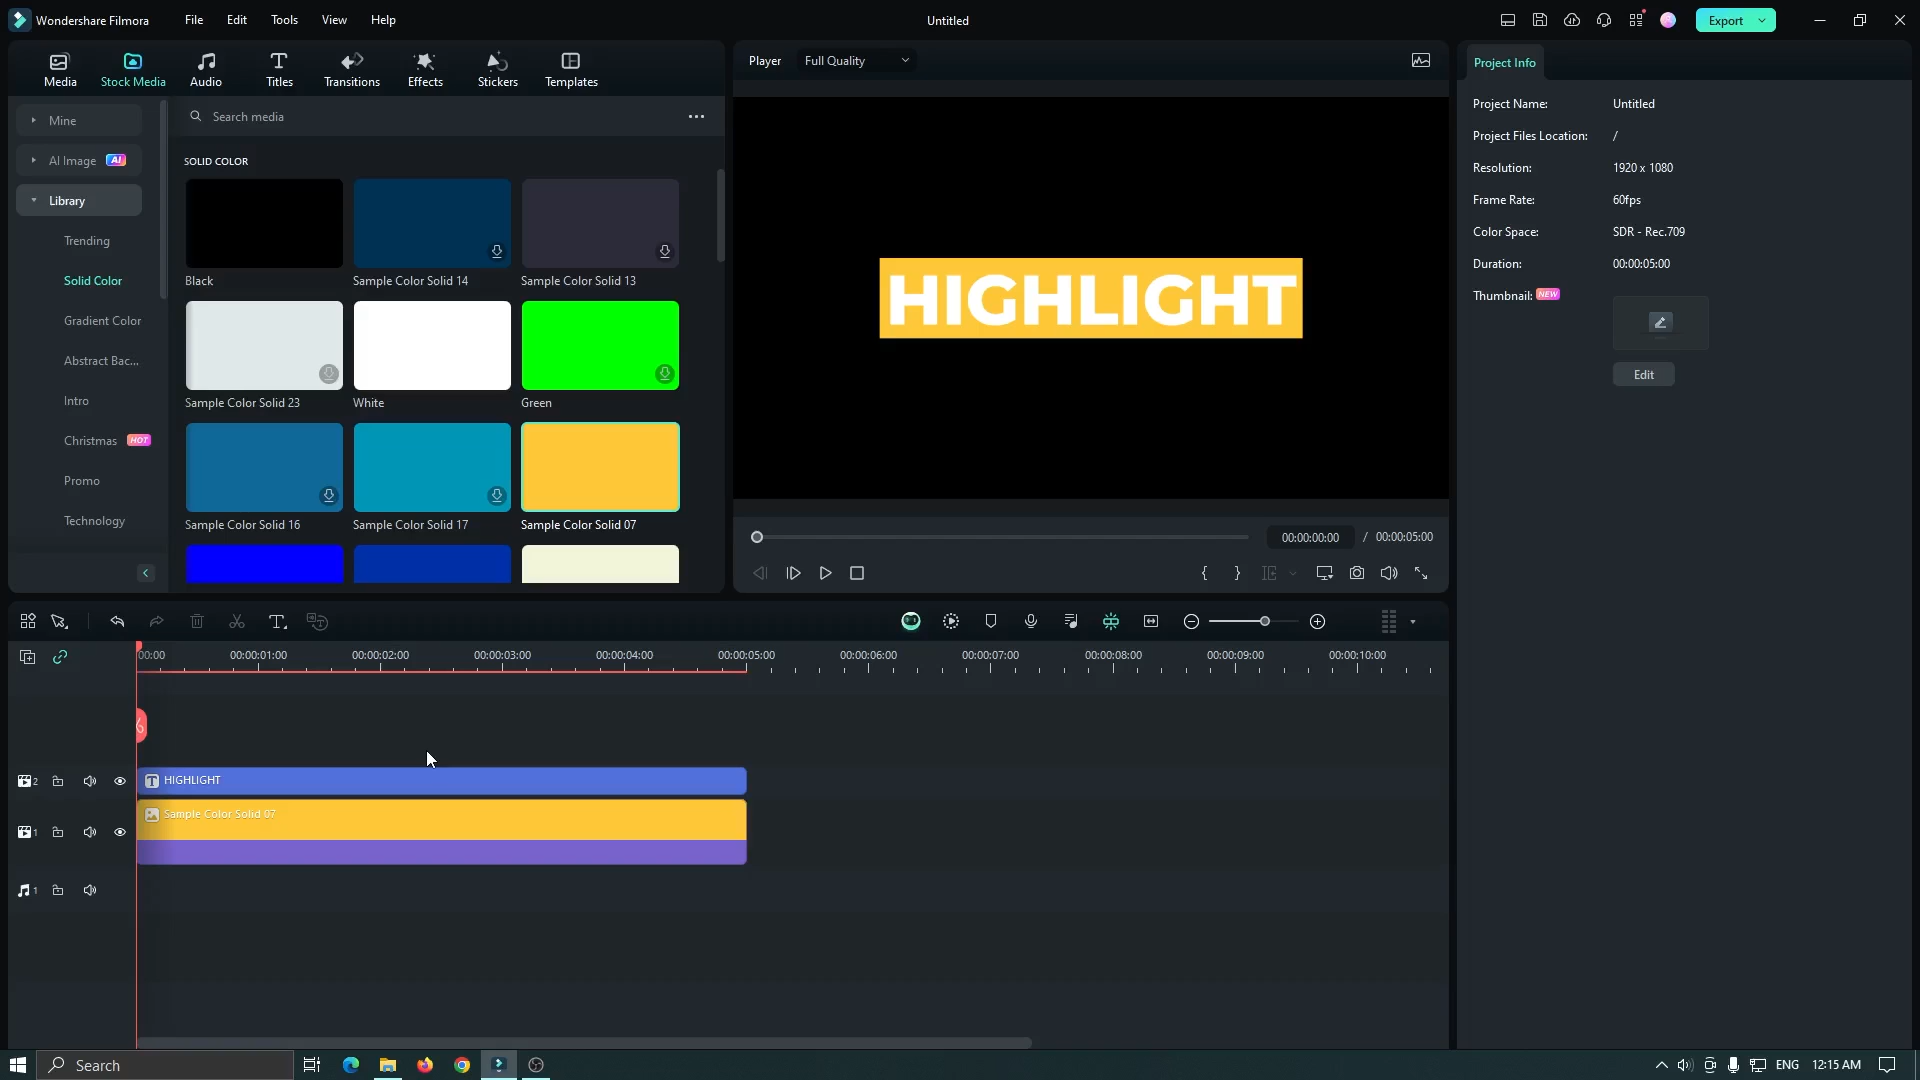 Wondershare Filmora
File
Edit
Tools
View
Help
Untitled
Export
Media
Stock Media
Audio
Titles
Transitions
Effects
Stickers
Templates
Player
Full Quality
Project Info
Mine
AI Image AI
Library
Trending
Solid Color
Gradient Color
Abstract Bac...
Intro
Christmas HOT
Promo
Technology
Search media
SOLID COLOR
Black
Sample Color Solid 14
Sample Color Solid 13
Sample Color Solid 23
White
Green
Sample Color Solid 16
Sample Color Solid 17
Sample Color Solid 07
HIGHLIGHT
00:00:00:00 / 00:00:05:00
Project Name: Untitled
Project Files Location: /
Resolution: 1920 x 1080
Frame Rate: 60fps
Color Space: SDR - Rec.709
Duration: 00:00:05:00
Thumbnail: NEW
Edit
00:00
00:00:01:00
00:00:02:00
00:00:03:00
00:00:04:00
00:00:05:00
00:00:06:00
00:00:07:00
00:00:08:00
00:00:09:00
00:00:10:00
2
HIGHLIGHT
1
Sample Color Solid 07
1
Search
ENG
12:15 AM